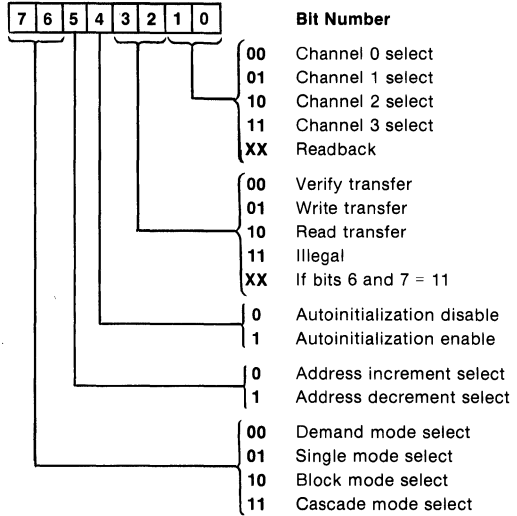 7 6 5 4 3 2 1 0 Bit Number
00 Channel 0 select
01 Channel 1 select
10 Channel 2 select
11 Channel 3 select
XX Readback
00 Verify transfer
01 Write transfer
10 Read transfer
11 Illegal
XX If bits 6 and 7 = 11
0 Autoinitialization disable
1 Autoinitialization enable
0 Address increment select
1 Address decrement select
00 Demand mode select
01 Single mode select
10 Block mode select
11 Cascade mode select